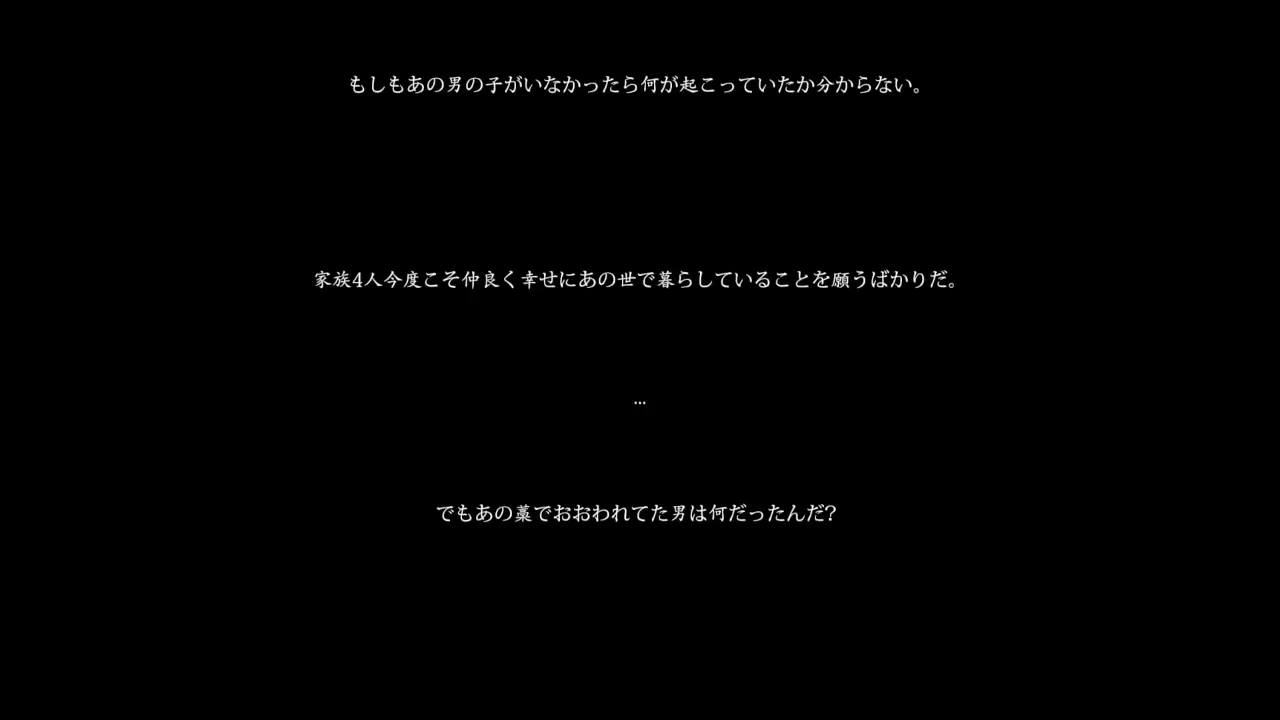 もしもあの男の子がいなかったら何が起こっていたか分からない。
家族4人今度こそ仲良く幸せにあの世で暮らしていることを願うばかりだ。
...
でもあの藁でおおわれてた男は何だったんだ?